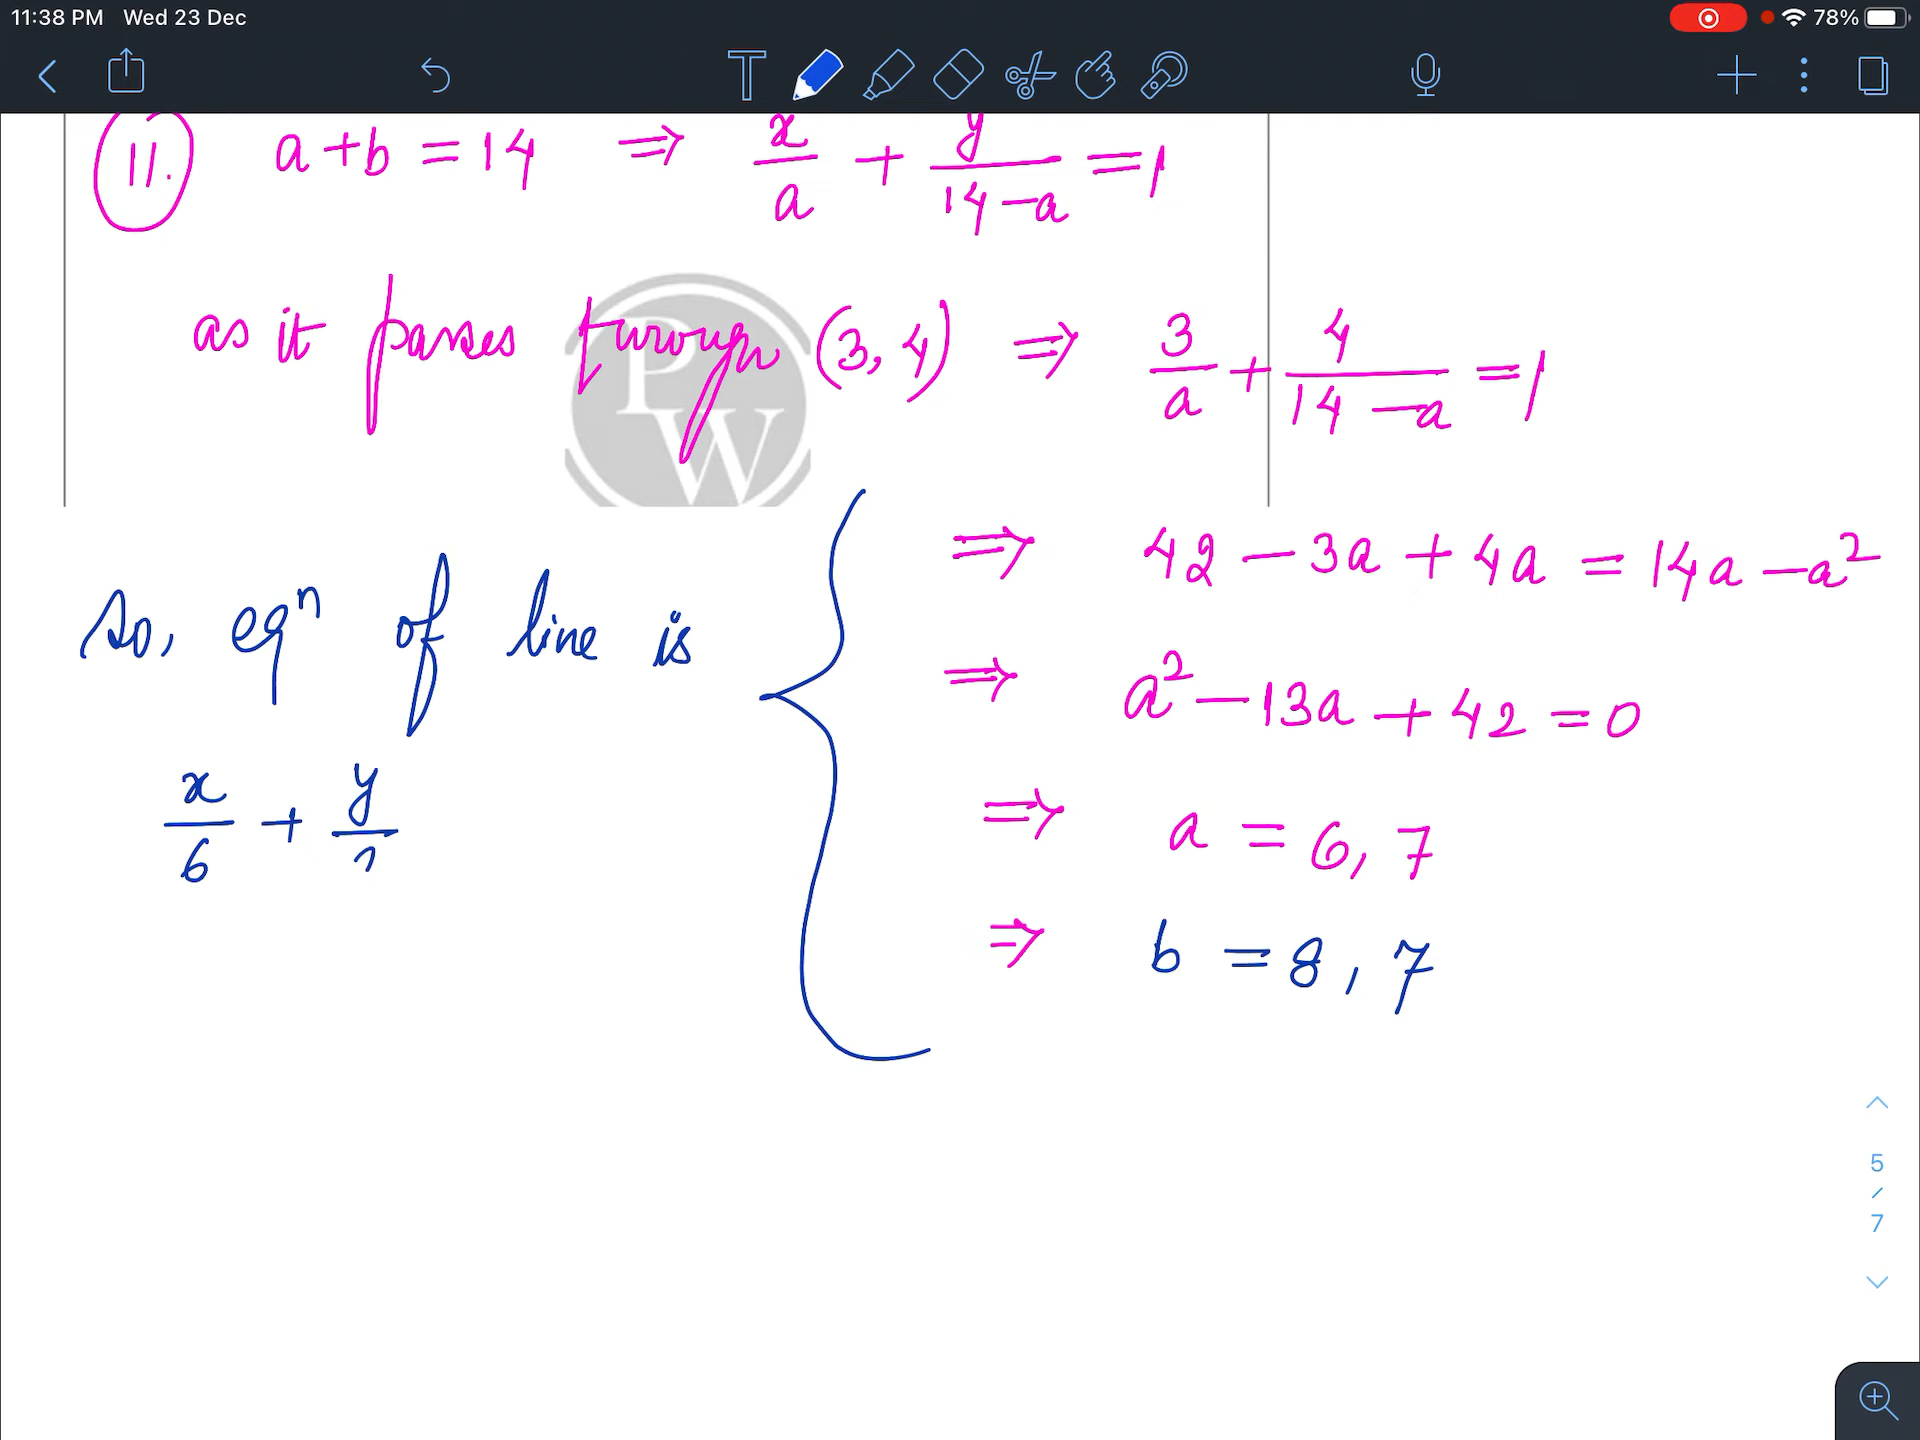 11:38 PM Wed 23 Dec
78%
T
11. a+b=14 ⇒ x/a + y/(14-a) = 1
as it passes through (3,4) ⇒ 3/a + 4/(14-a) = 1
PW
⇒ 42-3a+4a = 14a-a²
So, eqⁿ of line is
⇒ a²-13a+42=0
x/6 + y/
⇒ a = 6, 7
⇒ b = 8, 7
5
/
7